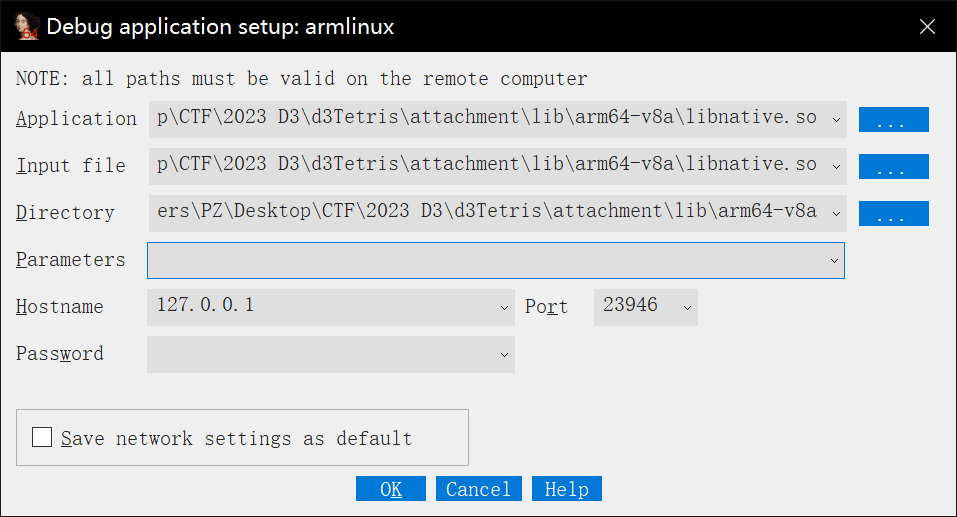 Debug application setup: armlinux
NOTE: all paths must be valid on the remote computer
Application p\CTF\2023 D3\d3Tetris\attachment\lib\arm64-v8a\libnative.so ...
Input file p\CTF\2023 D3\d3Tetris\attachment\lib\arm64-v8a\libnative.so ...
Directory ers\PZ\Desktop\CTF\2023 D3\d3Tetris\attachment\lib\arm64-v8a ...
Parameters
Hostname 127.0.0.1 Port 23946
Password
Save network settings as default
OK Cancel Help